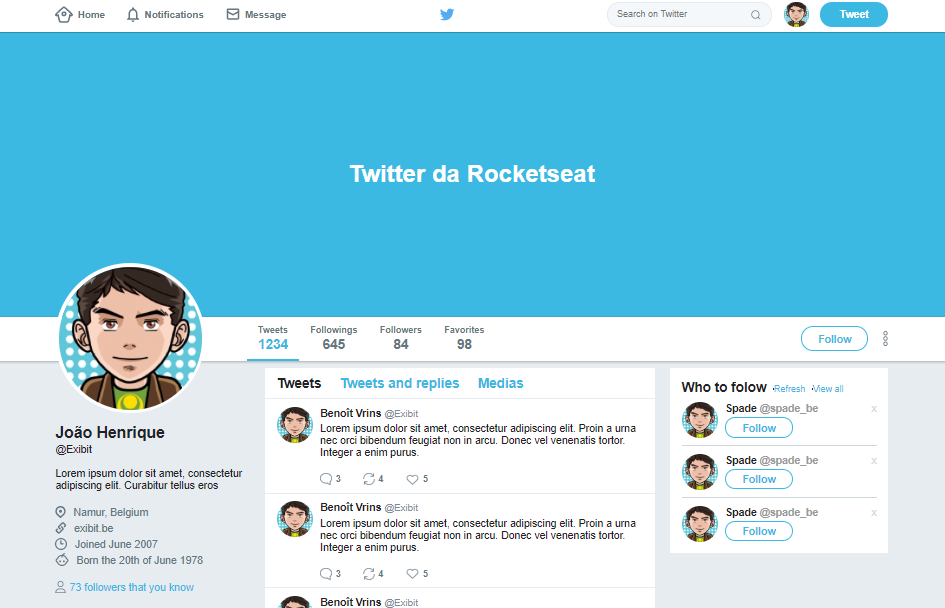 Home Notifications Message Search on Twitter Tweet
Twitter da Rocketseat
Tweets Followings Followers Favorites
1234 645 84 98
Follow
João Henrique
@Exibit
Lorem ipsum dolor sit amet, consectetur
adipiscing elit. Curabitur tellus eros
Namur, Belgium
exibit.be
Joined June 2007
Born the 20th of June 1978
73 followers that you know
Tweets Tweets and replies Medias
Benoît Vrins @Exibit
Lorem ipsum dolor sit amet, consectetur adipiscing elit. Proin a urna
nec orci bibendum feugiat non in arcu. Donec vel venenatis tortor.
Integer a enim purus.
3 4 5
Benoît Vrins @Exibit
Lorem ipsum dolor sit amet, consectetur adipiscing elit. Proin a urna
nec orci bibendum feugiat non in arcu. Donec vel venenatis tortor.
Integer a enim purus.
3 4 5
Benoît Vrins @Exibit
Who to folow •Refresh •View all
Spade @spade_be x
Follow
Spade @spade_be x
Follow
Spade @spade_be x
Follow